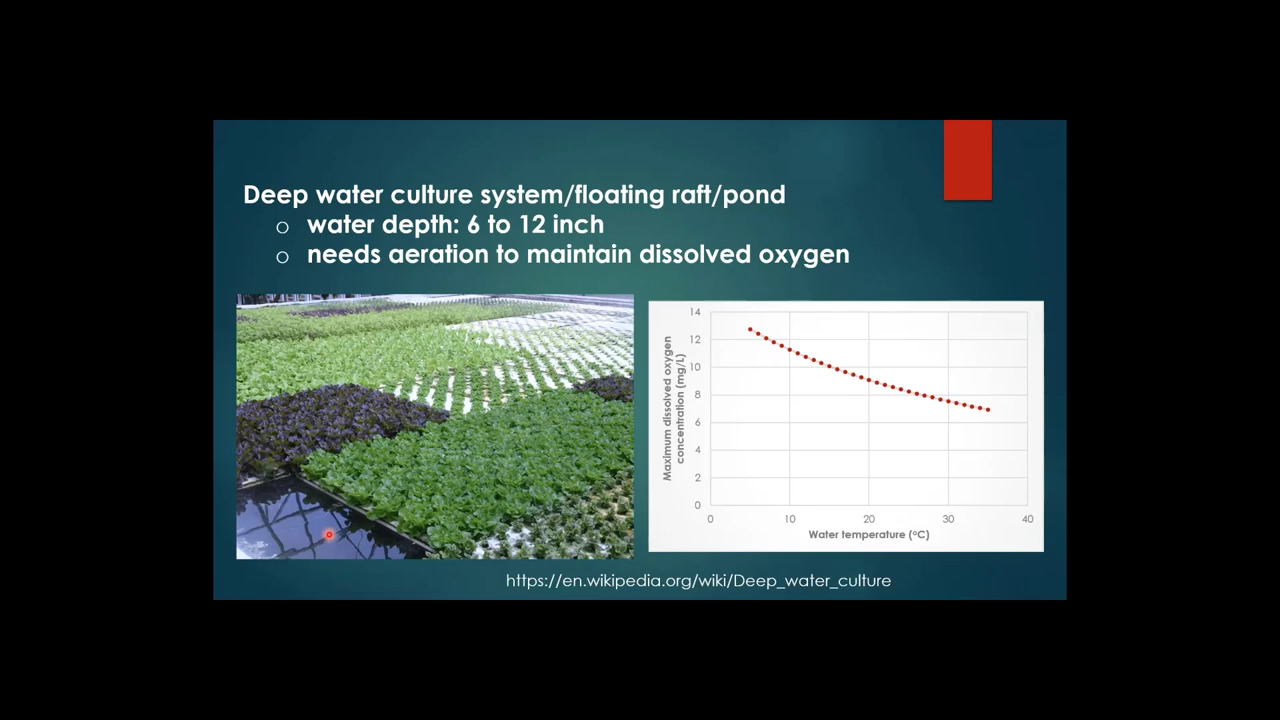 Deep water culture system/floating raft/pond
o water depth: 6 to 12 inch
o needs aeration to maintain dissolved oxygen
Maximum dissolved oxygen
concentration (mg/L)
14
12
10
8
6
4
2
0
0 10 20 30 40
Water temperature (°C)
https://en.wikipedia.org/wiki/Deep_water_culture